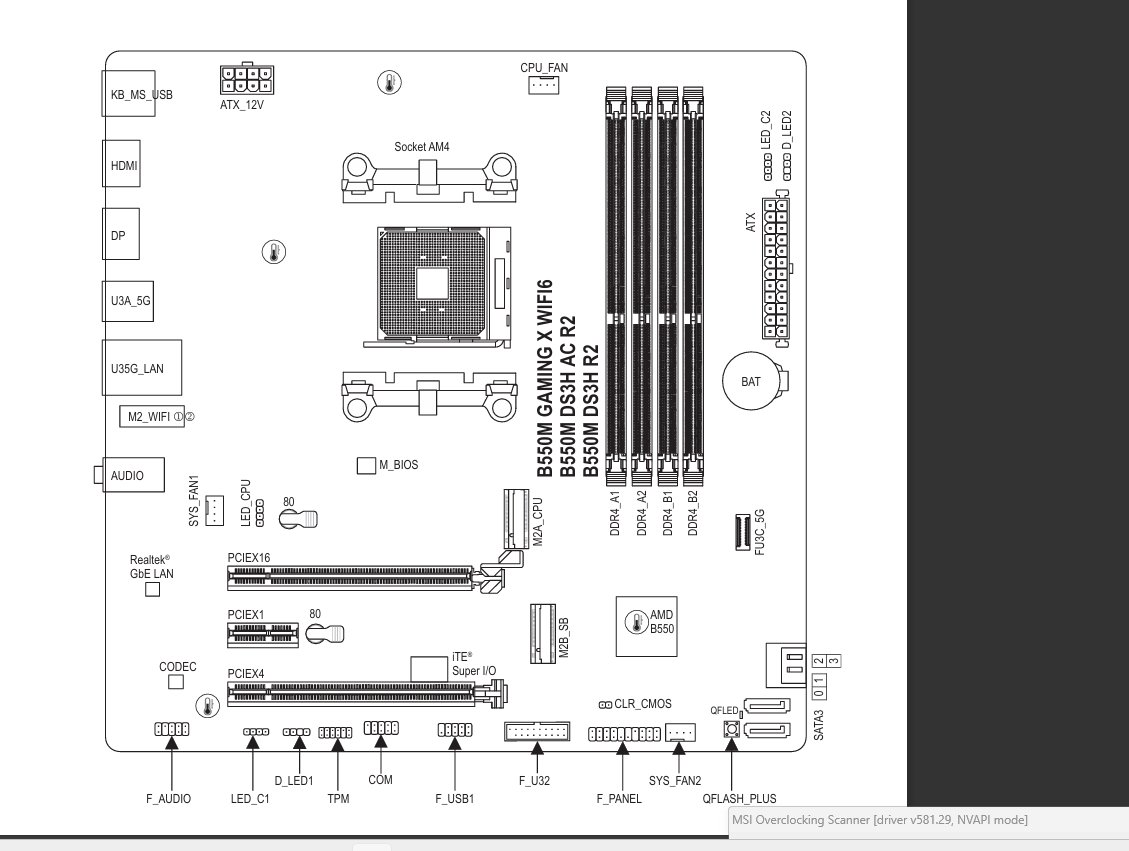 CPU_FAN
KB_MS_USB
ATX_12V
LED_C2
D_LED2
Socket AM4
HDMI
ATX
DP
U3A_5G
B550M GAMING X WIFI6
B550M DS3H AC R2
B550M DS3H R2
U35G_LAN
BAT
M2_WIFI ①②
M_BIOS
AUDIO
SYS_FAN1
LED_CPU
80
M2A_CPU
DDR4_A1
DDR4_A2
DDR4_B1
DDR4_B2
FU3C_5G
Realtek®
GbE LAN
PCIEX16
PCIEX1
80
M2B_SB
AMD
B550
CODEC
PCIEX4
iTE®
Super I/O
2
3
0
1
CLR_CMOS
QFLED
SATA3
F_AUDIO
LED_C1
D_LED1
TPM
COM
F_USB1
F_U32
F_PANEL
SYS_FAN2
QFLASH_PLUS
MSI Overclocking Scanner [driver v581.29, NVAPI mode]